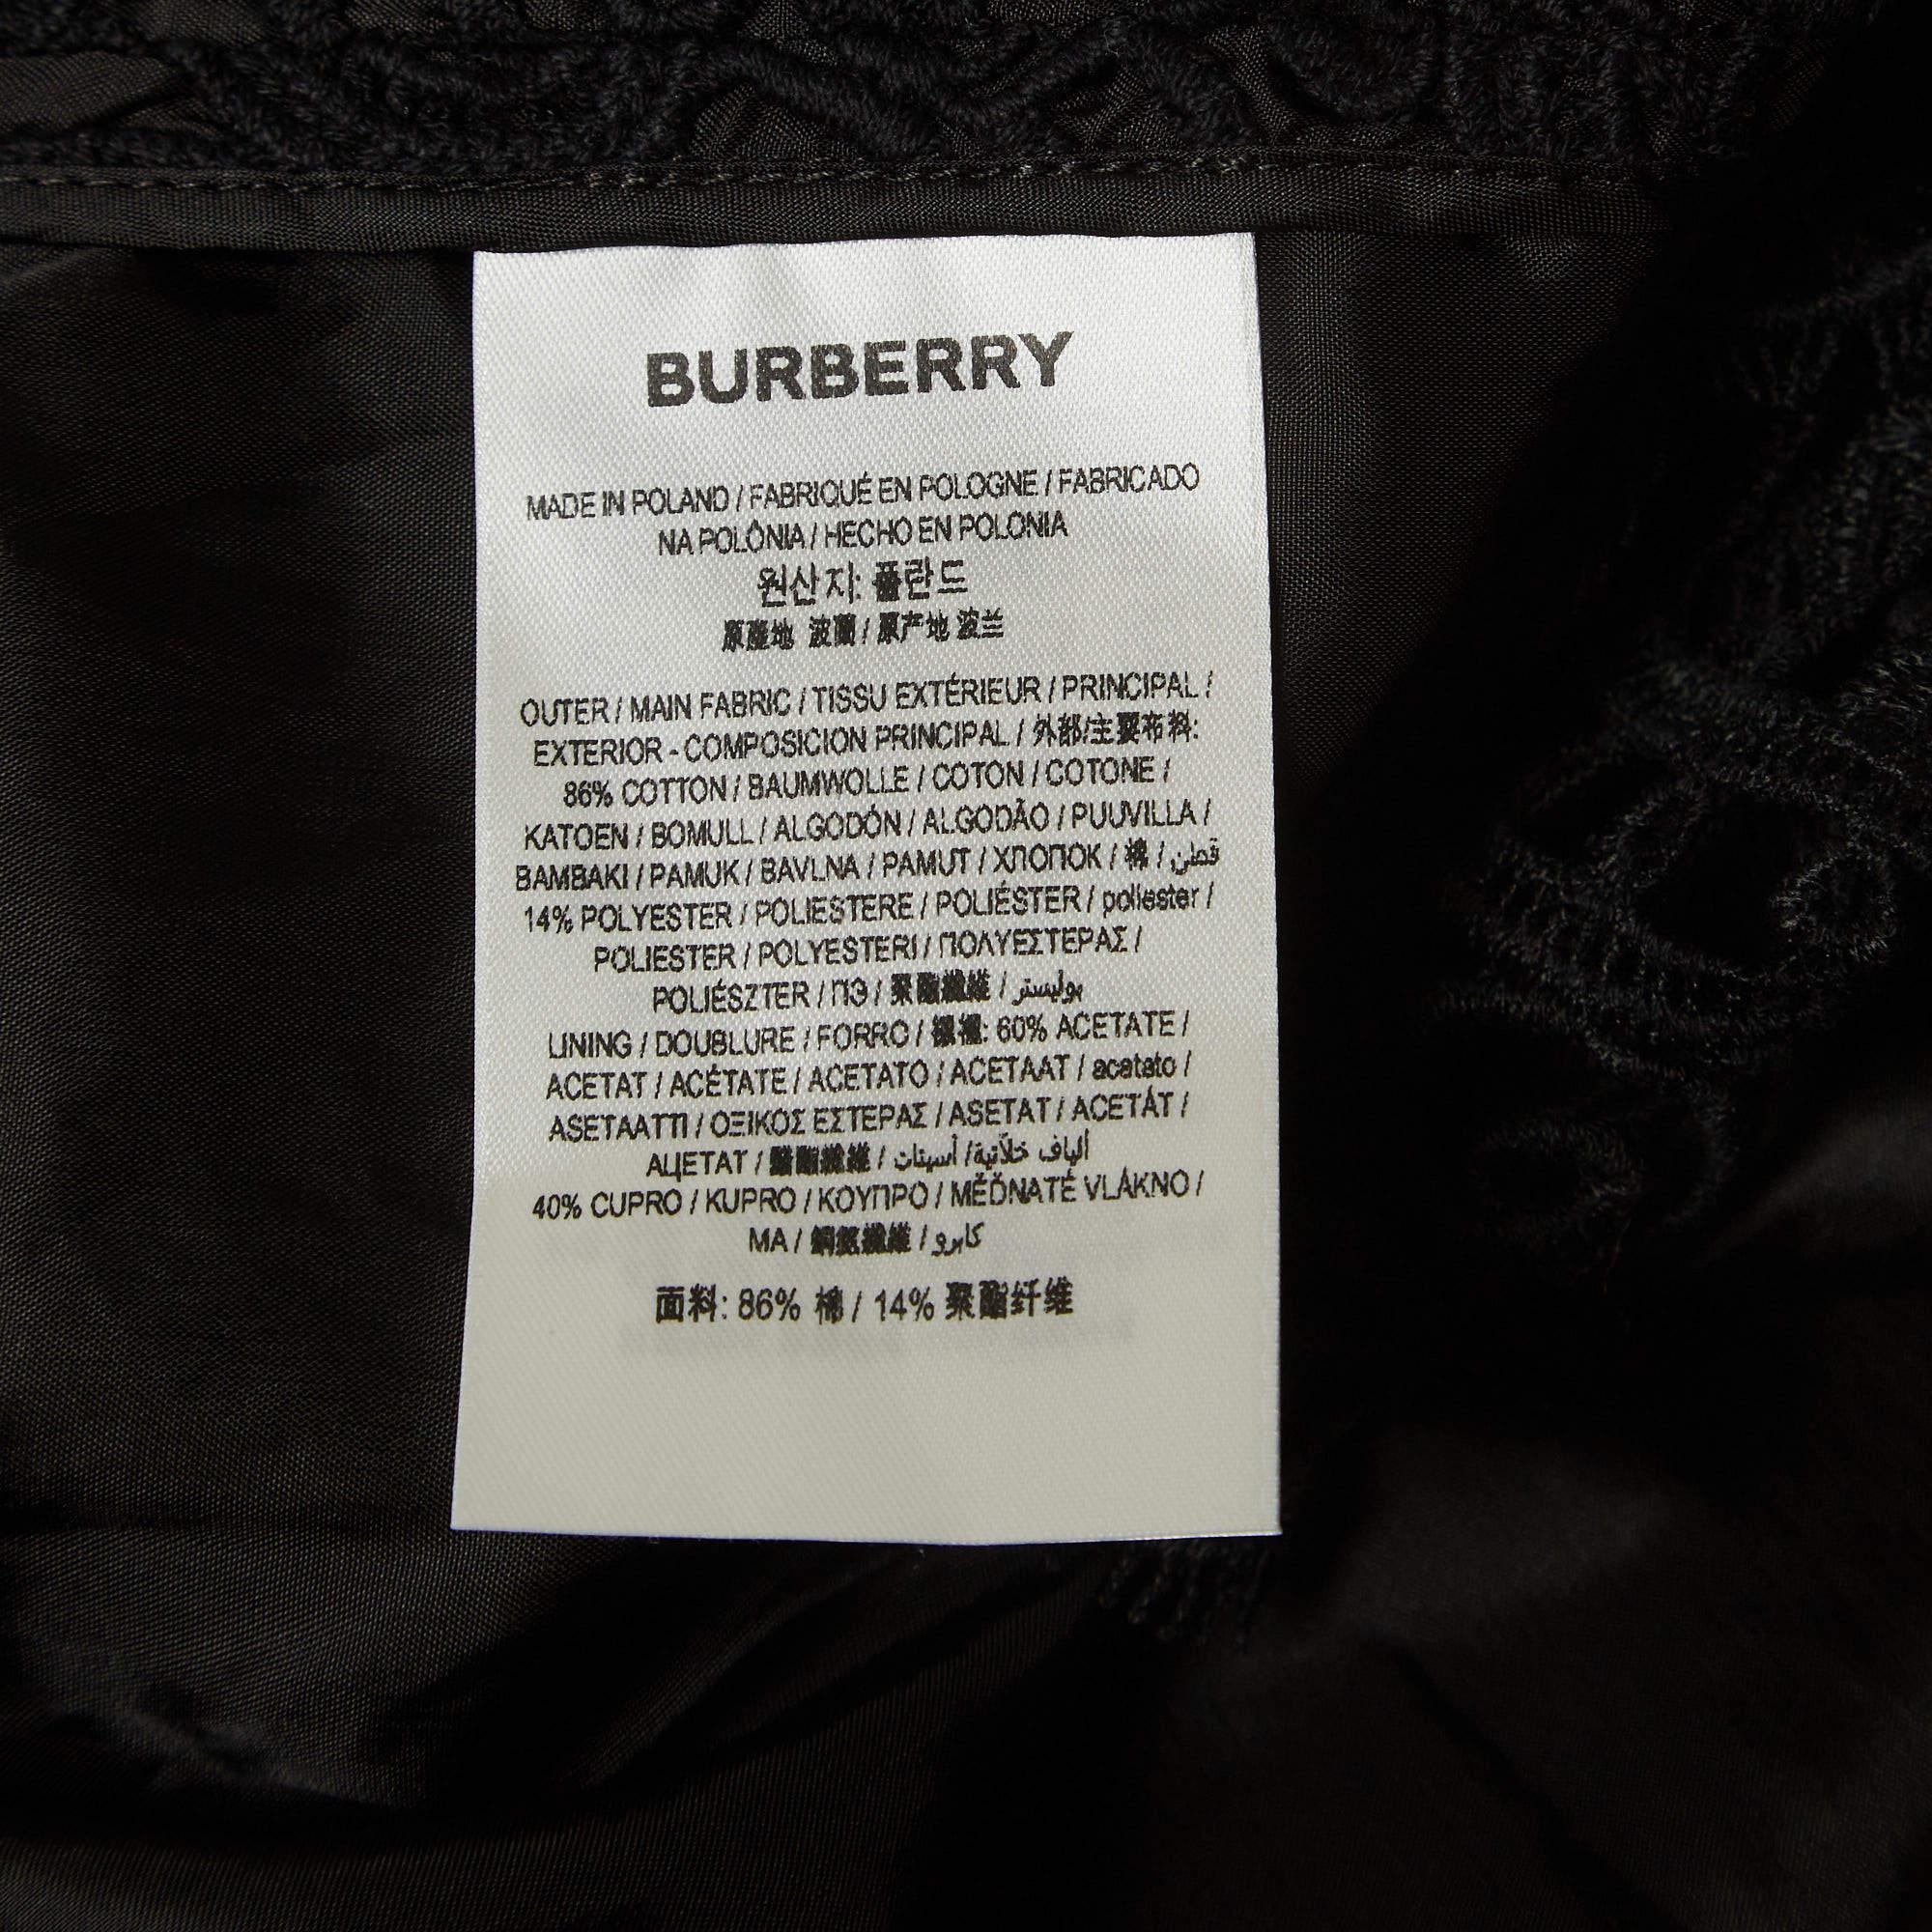 BURBERRY
MADE IN POLAND / FABRIQUÉ EN POLOGNE / FABRICADO
NA POLÔNIA / HECHO EN POLONIA
원산지: 폴란드
原產地 波蘭 / 原产地 波兰
OUTER / MAIN FABRIC / TISSU EXTÉRIEUR / PRINCIPAL /
EXTERIOR - COMPOSICION PRINCIPAL / 外部/主要布料:
86% COTTON / BAUMWOLLE / COTON / COTONE /
KATOEN / BOMULL / ALGODÓN / ALGODÃO / PUUVILLA /
BAMBAKI / PAMUK / BAVLNA / PAMUT / ХЛОПОК / 棉 / قطن
14% POLYESTER / POLIESTERE / POLIÉSTER / poliester /
POLIESTER / POLYESTERI / ΠΟΛΥΕΣΤΕΡΑΣ /
POLIÉSZTER / ПЭ / 聚酯纖維 / بوليستر
LINING / DOUBLURE / FORRO / : 60% ACETATE /
ACETAT / ACÉTATE / ACETATO / ACETAAT / acetato /
ASETAATTI / ΟΞΙΚΟΣ ΕΣΤΕΡΑΣ / ASETAT / ACETÁT /
АЦЕТАТ / 醋酯纖維 / ألياف خلاتية/ أسيتات
40% CUPRO / KUPRO / ΚΟΥΠΡΟ / MĚĎNATÉ VLÁKNO /
МА / 銅氨纖維 / كابرو
面料: 86% 棉 / 14% 聚酯纤维